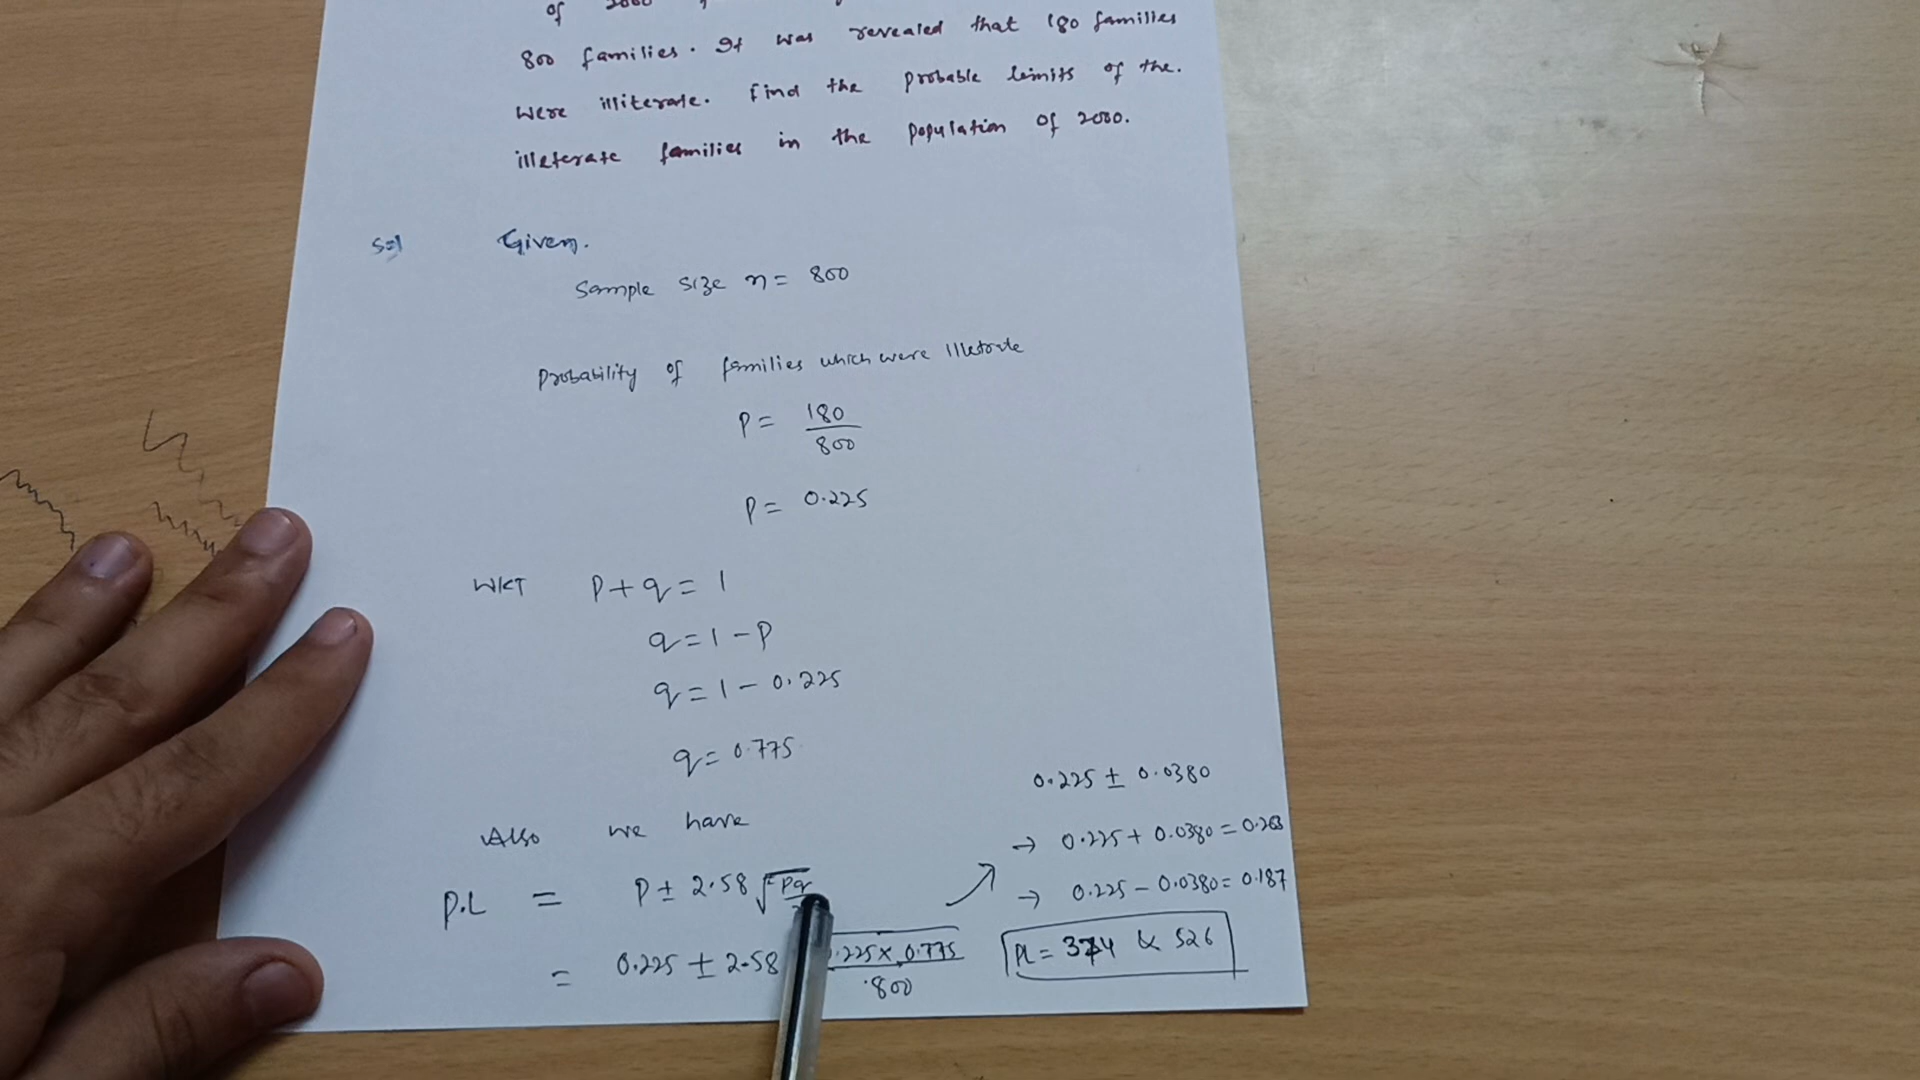 of 2000
800 families. It was revealed that 180 families
were illiterate. Find the probable limits of the.
illeterate families in the population of 2000.
Sol Given.
Sample size n = 800
Probability of families which were illetrate
P = 180/800
P = 0.225
WKT P + q = 1
q = 1 - P
q = 1 - 0.225
q = 0.775
Also we have
P.L = P ± 2.58 √pq
= 0.225 ± 2.58 .225 x 0.775/800
0.225 ± 0.0380
→ 0.225 + 0.0380 = 0.263
→ 0.225 - 0.0380 = 0.187
PL = 374 & 526